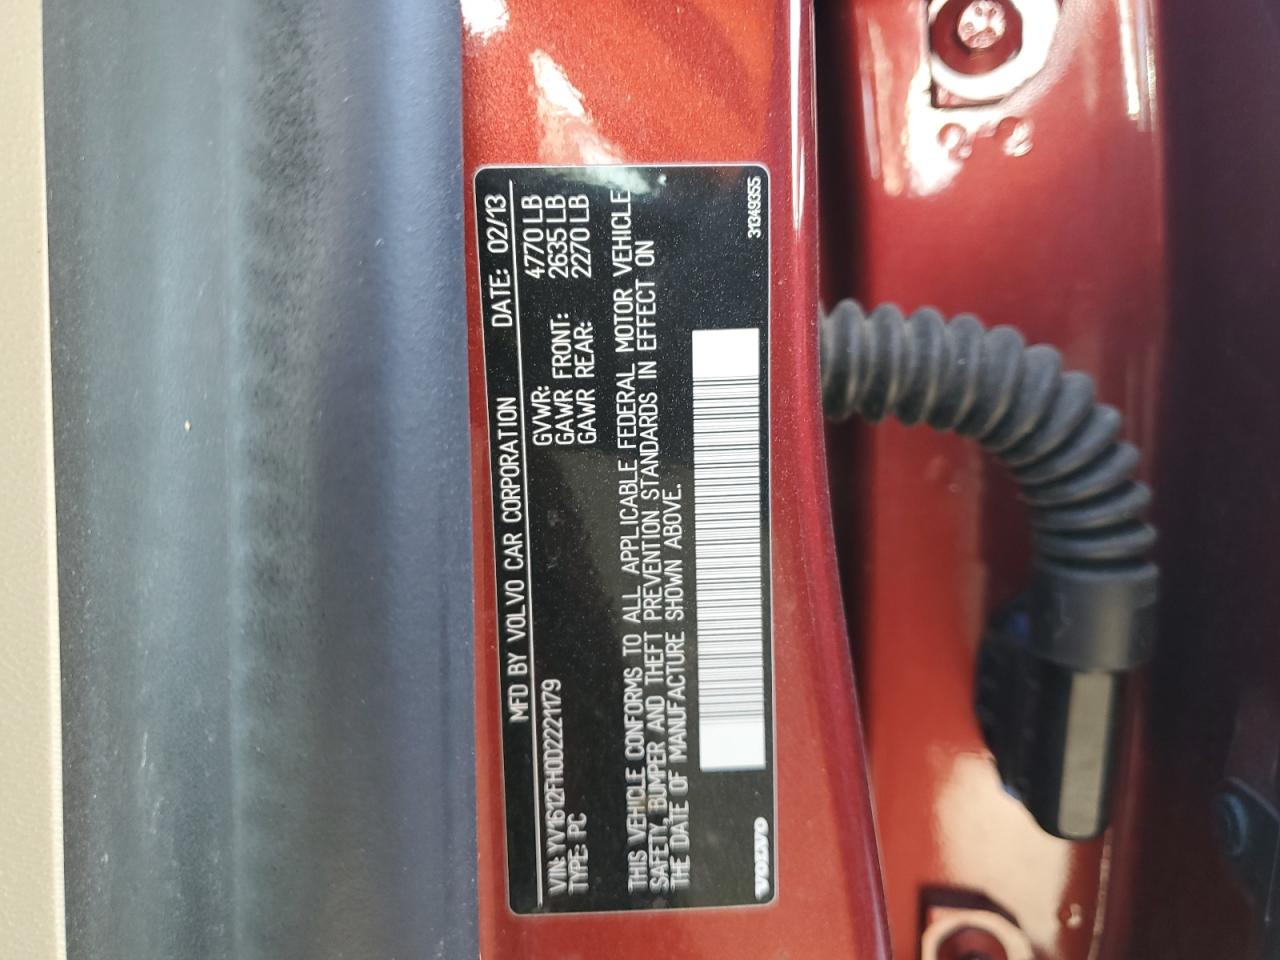 MFD BY VOLVO CAR CORPORATION DATE: 02/13
VIN: YV1612FH0D2221179 GVWR: 4770 LB
TYPE: PC GAWR FRONT: 2635 LB
GAWR REAR: 2270 LB
THIS VEHICLE CONFORMS TO ALL APPLICABLE FEDERAL MOTOR VEHICLE
SAFETY, BUMPER AND THEFT PREVENTION STANDARDS IN EFFECT ON
THE DATE OF MANUFACTURE SHOWN ABOVE.
VOLVO 31349355